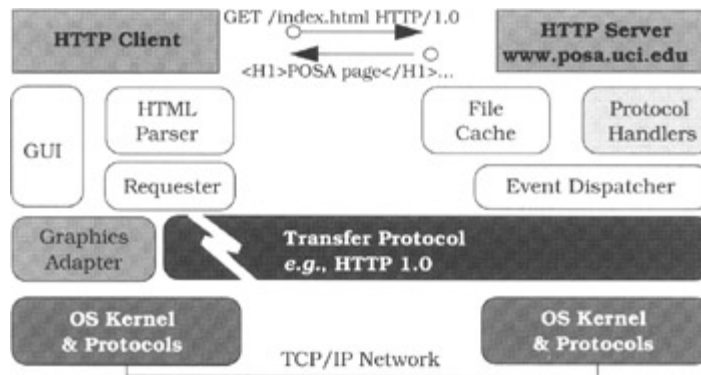 GET /index.html HTTP/1.0
HTTP Client
HTTP Server
www.posa.uci.edu
<H1>POSA page</H1>...
GUI
HTML
Parser
File
Cache
Protocol
Handlers
Requester
Event Dispatcher
Graphics
Adapter
Transfer Protocol
e.g., HTTP 1.0
OS Kernel
& Protocols
OS Kernel
& Protocols
TCP/IP Network